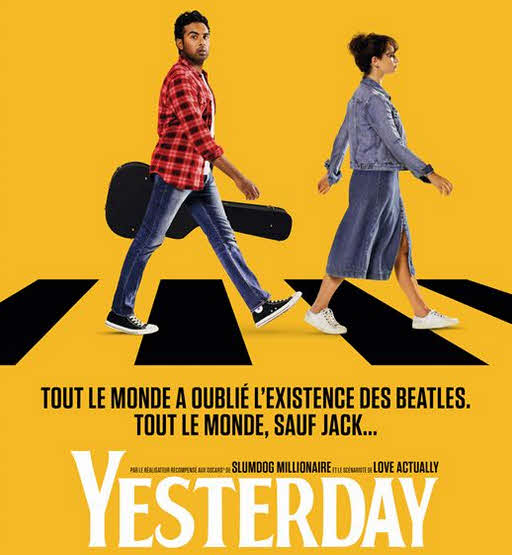 TOUT LE MONDE A OUBLIÉ L'EXISTENCE DES BEATLES.
TOUT LE MONDE, SAUF JACK...
PAR LE RÉALISATEUR RÉCOMPENSÉ AUX OSCARS® DE SLUMDOG MILLIONAIRE ET LE SCÉNARISTE DE LOVE ACTUALLY
YESTERDAY